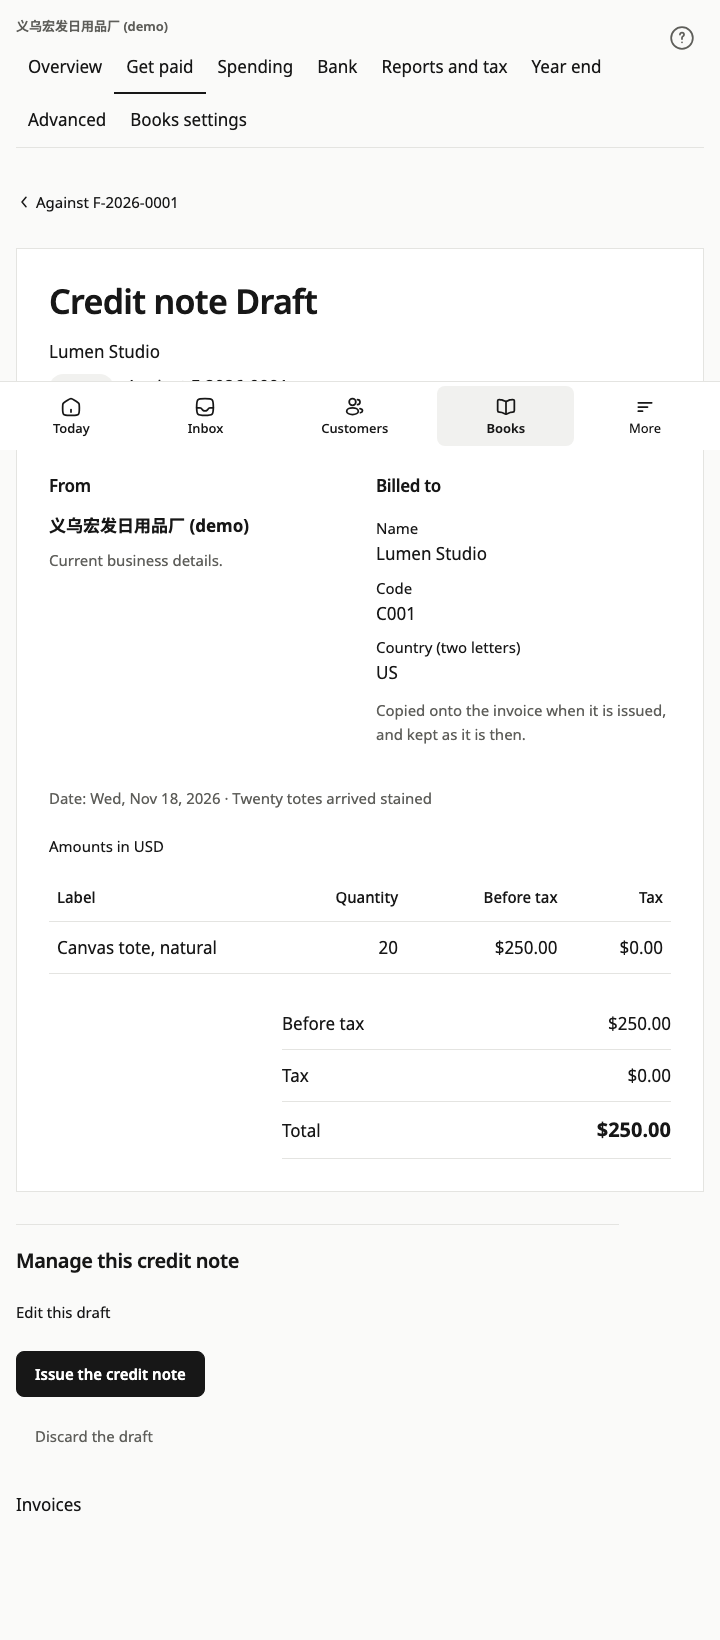 义乌宏发日用品厂 (demo)
Overview Get paid Spending Bank Reports and tax Year end
Advanced Books settings
Against F-2026-0001
Credit note Draft
Lumen Studio
Today Inbox Customers Books More
From
义乌宏发日用品厂 (demo)
Current business details.
Billed to
Name
Lumen Studio
Code
C001
Country (two letters)
US
Copied onto the invoice when it is issued,
and kept as it is then.
Date: Wed, Nov 18, 2026 · Twenty totes arrived stained
Amounts in USD
Label Quantity Before tax Tax
Canvas tote, natural 20 $250.00 $0.00
Before tax $250.00
Tax $0.00
Total $250.00
Manage this credit note
Edit this draft
Issue the credit note
Discard the draft
Invoices